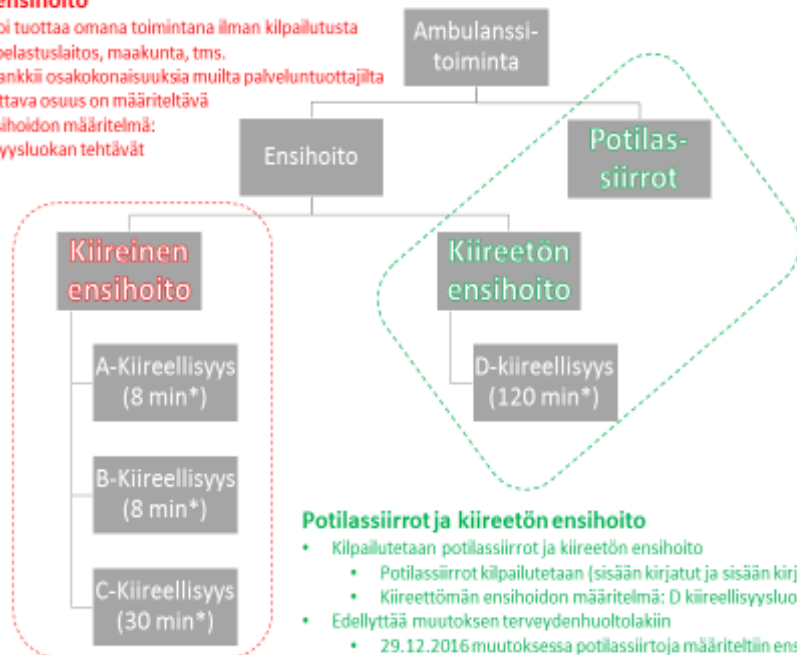 ensihoito
oi tuottaa omana toimintana ilman kilpailutusta
pelastuslaitos, maakunta, tms.
ankkii osakokonaisuuksia muilta palveluntuottajilta
ttava osuus on määriteltävä
sihoidon määritelmä:
yysluokan tehtävät
Ambulanssi-
toiminta
Ensihoito
Potilas-
siirrot
Kiireinen
ensihoito
Kiireetön
ensihoito
A-Kiireellisyys
(8 min*)
D-kiireellisyys
(120 min*)
B-Kiireellisyys
(8 min*)
C-Kiireellisyys
(30 min*)
Potilassiirrot ja kiireetön ensihoito
• Kilpailutetaan potilassiirrot ja kiireetön ensihoito
• Potilassiirrot kilpailutetaan (sisään kirjatut ja sisään kirj
• Kiireettömän ensihoidon määritelmä: D kiireellisyysluo
• Edellyttää muutoksen terveydenhuoltolakiin
• 29.12.2016 muutoksessa potilassiirtoja määriteltiin ens